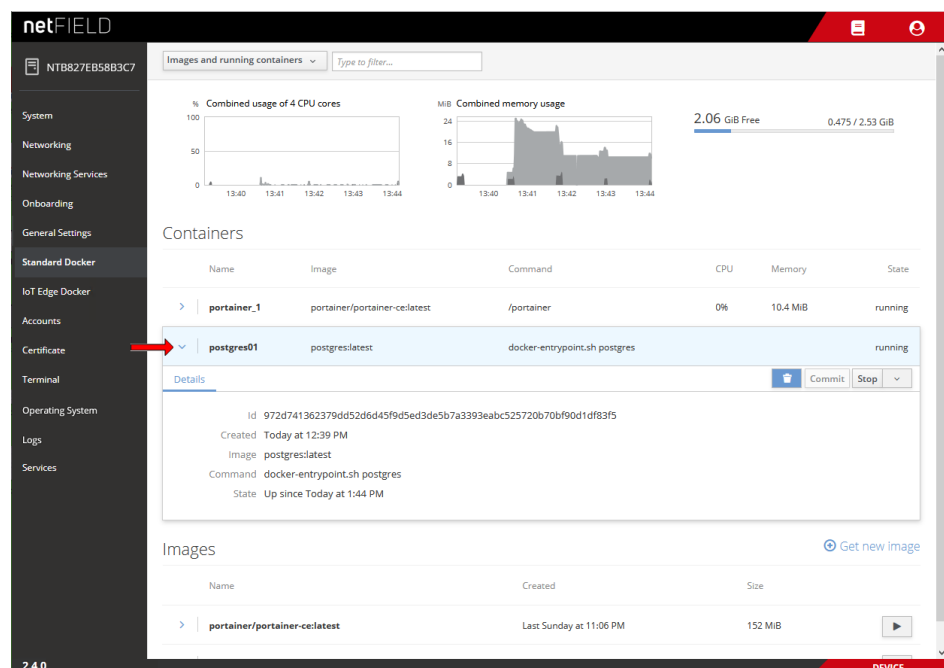 netFIELD
NTB827EB58B3C7
System
Networking
Networking Services
Onboarding
General Settings
Standard Docker
IoT Edge Docker
Accounts
Certificate
Terminal
Operating System
Logs
Services
2.4.0
Images and running containers
Type to filter...
% Combined usage of 4 CPU cores
100
50
0
13:40 13:41 13:42 13:43 13:44
MiB Combined memory usage
24
16
8
0
13:40 13:41 13:42 13:43 13:44
2.06 GiB Free 0.475 / 2.53 GiB
Containers
Name Image Command CPU Memory State
portainer_1 portainer/portainer-ce:latest /portainer 0% 10.4 MiB running
postgres01 postgres:latest docker-entrypoint.sh postgres running
Details Commit Stop
Id 972d741362379dd52d6d45f9d5ed3de5b7a3393eabc525720b70bf90d1df83f5
Created Today at 12:39 PM
Image postgres:latest
Command docker-entrypoint.sh postgres
State Up since Today at 1:44 PM
Images Get new image
Name Created Size
portainer/portainer-ce:latest Last Sunday at 11:06 PM 152 MiB
DEVICE